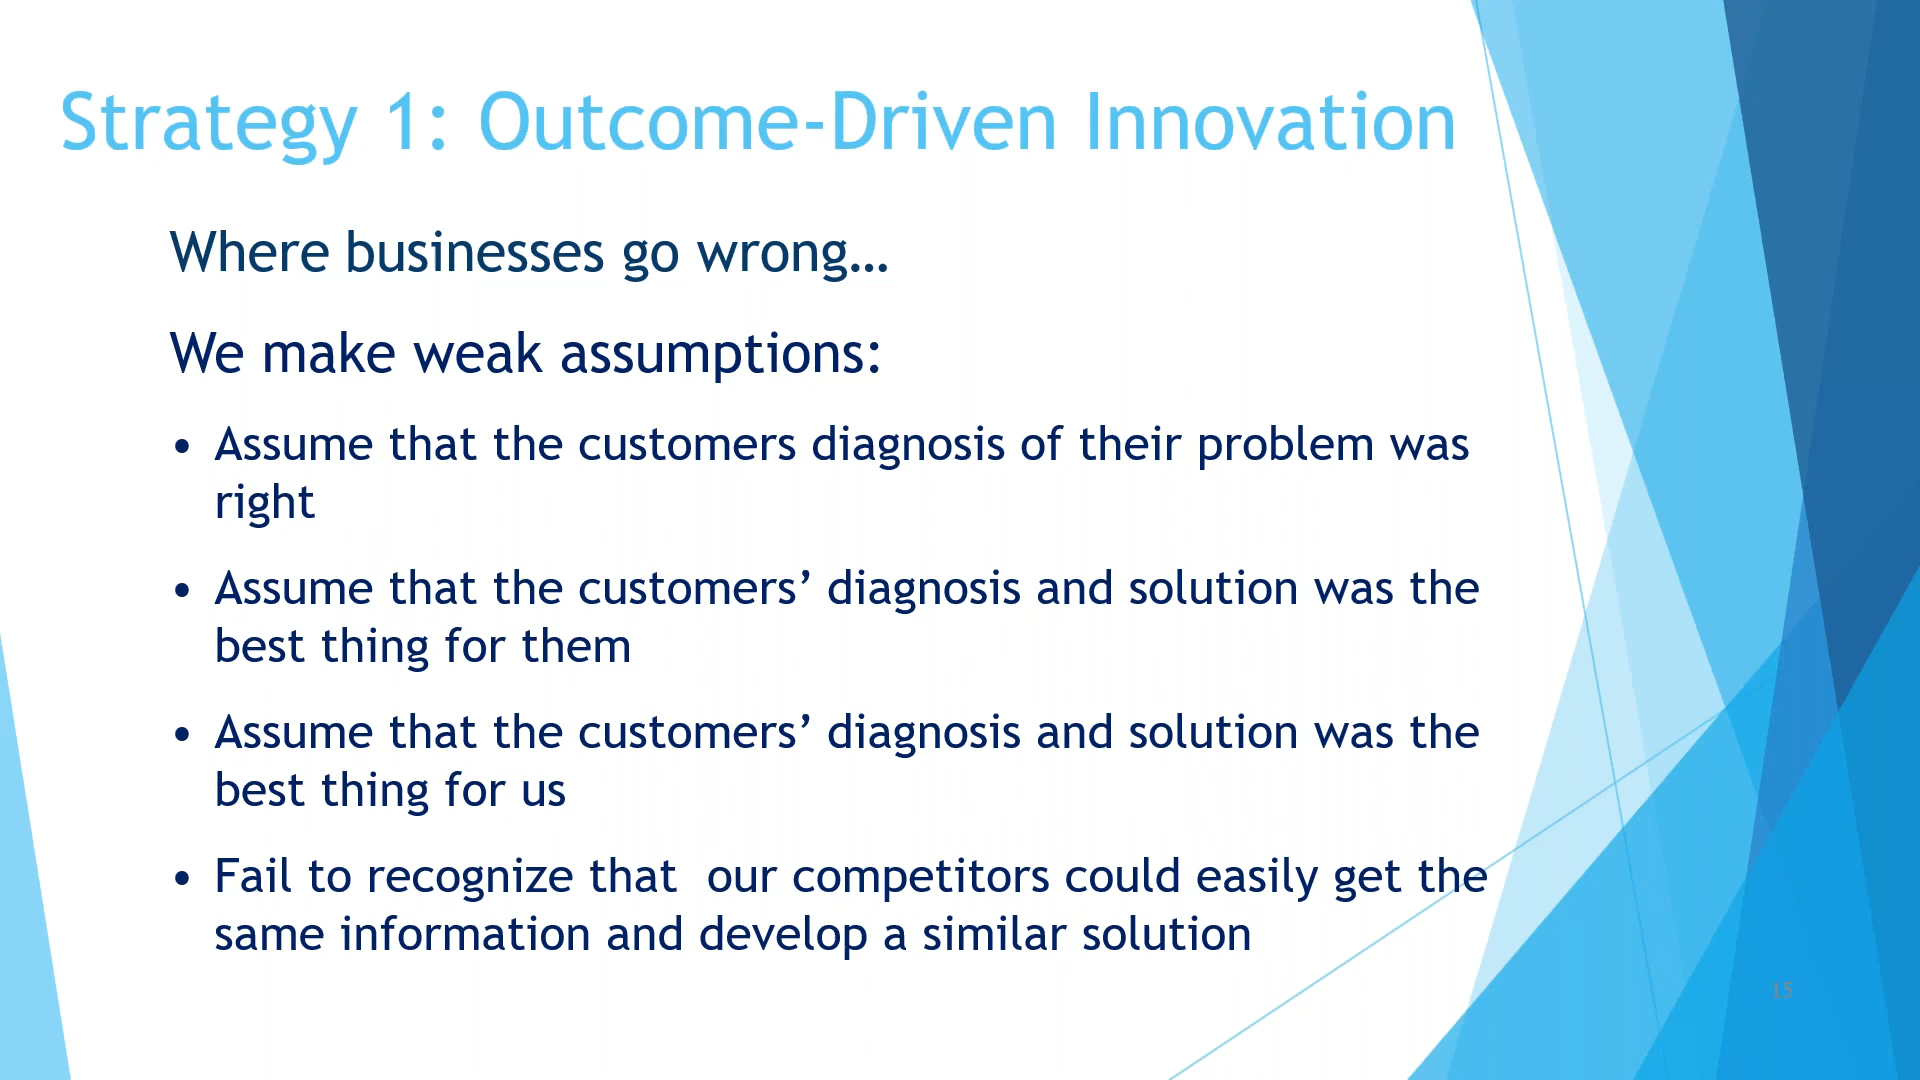 Strategy 1: Outcome-Driven Innovation
Where businesses go wrong…
We make weak assumptions:
• Assume that the customers diagnosis of their problem was
right
• Assume that the customers’ diagnosis and solution was the
best thing for them
• Assume that the customers’ diagnosis and solution was the
best thing for us
• Fail to recognize that  our competitors could easily get the
same information and develop a similar solution
15